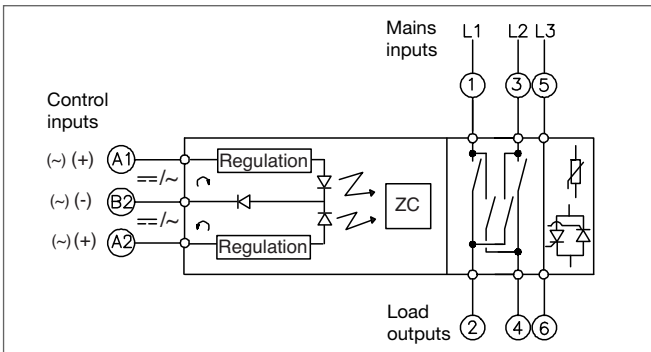 Mains inputs
L1 L2 L3
1 3 5
Control inputs
(~) (+) A1 Regulation
==/~
(~) (-) B2 ZC
==/~
(~) (+) A2 Regulation
Load outputs
2 4 6